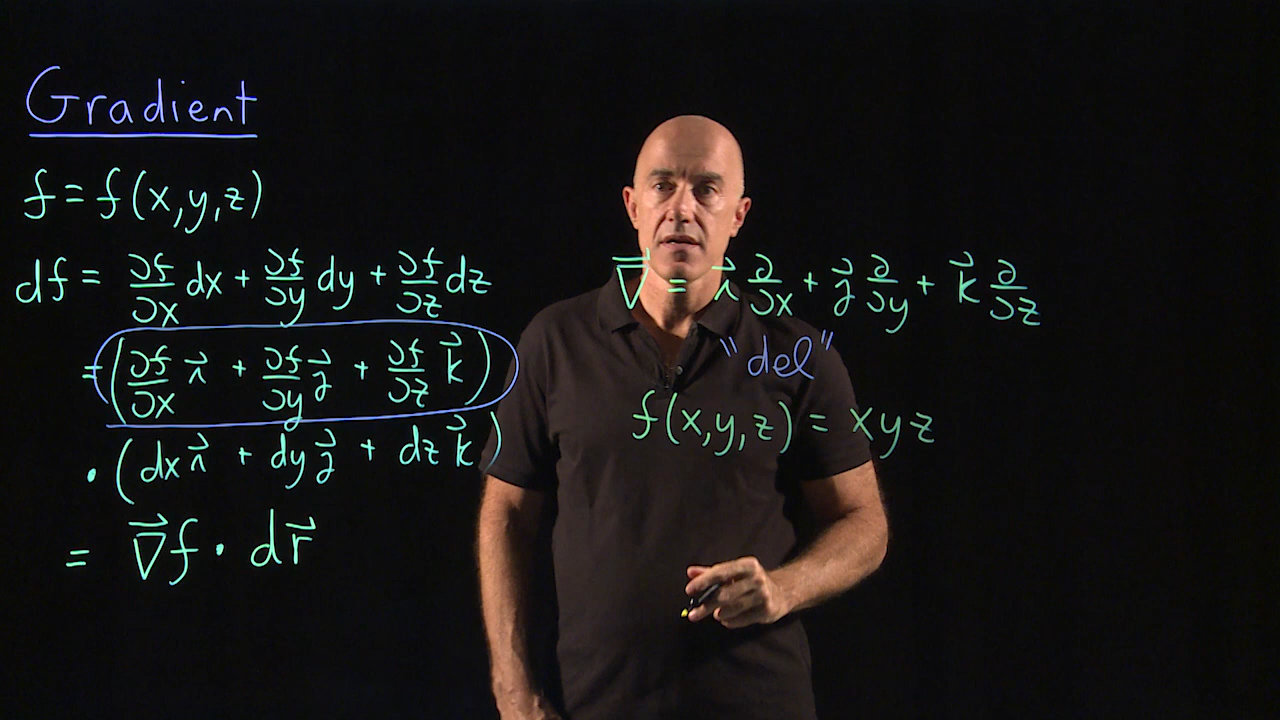 Gradient
f = f(x,y,z)
df = ∂f/∂x dx + ∂f/∂y dy + ∂f/∂z dz
= (∂f/∂x i⃗ + ∂f/∂y j⃗ + ∂f/∂z k⃗)
· (dx i⃗ + dy j⃗ + dz k⃗)
= ∇⃗f · dr⃗
∇⃗ = i⃗ ∂/∂x + j⃗ ∂/∂y + k⃗ ∂/∂z
"del"
f(x,y,z) = xyz